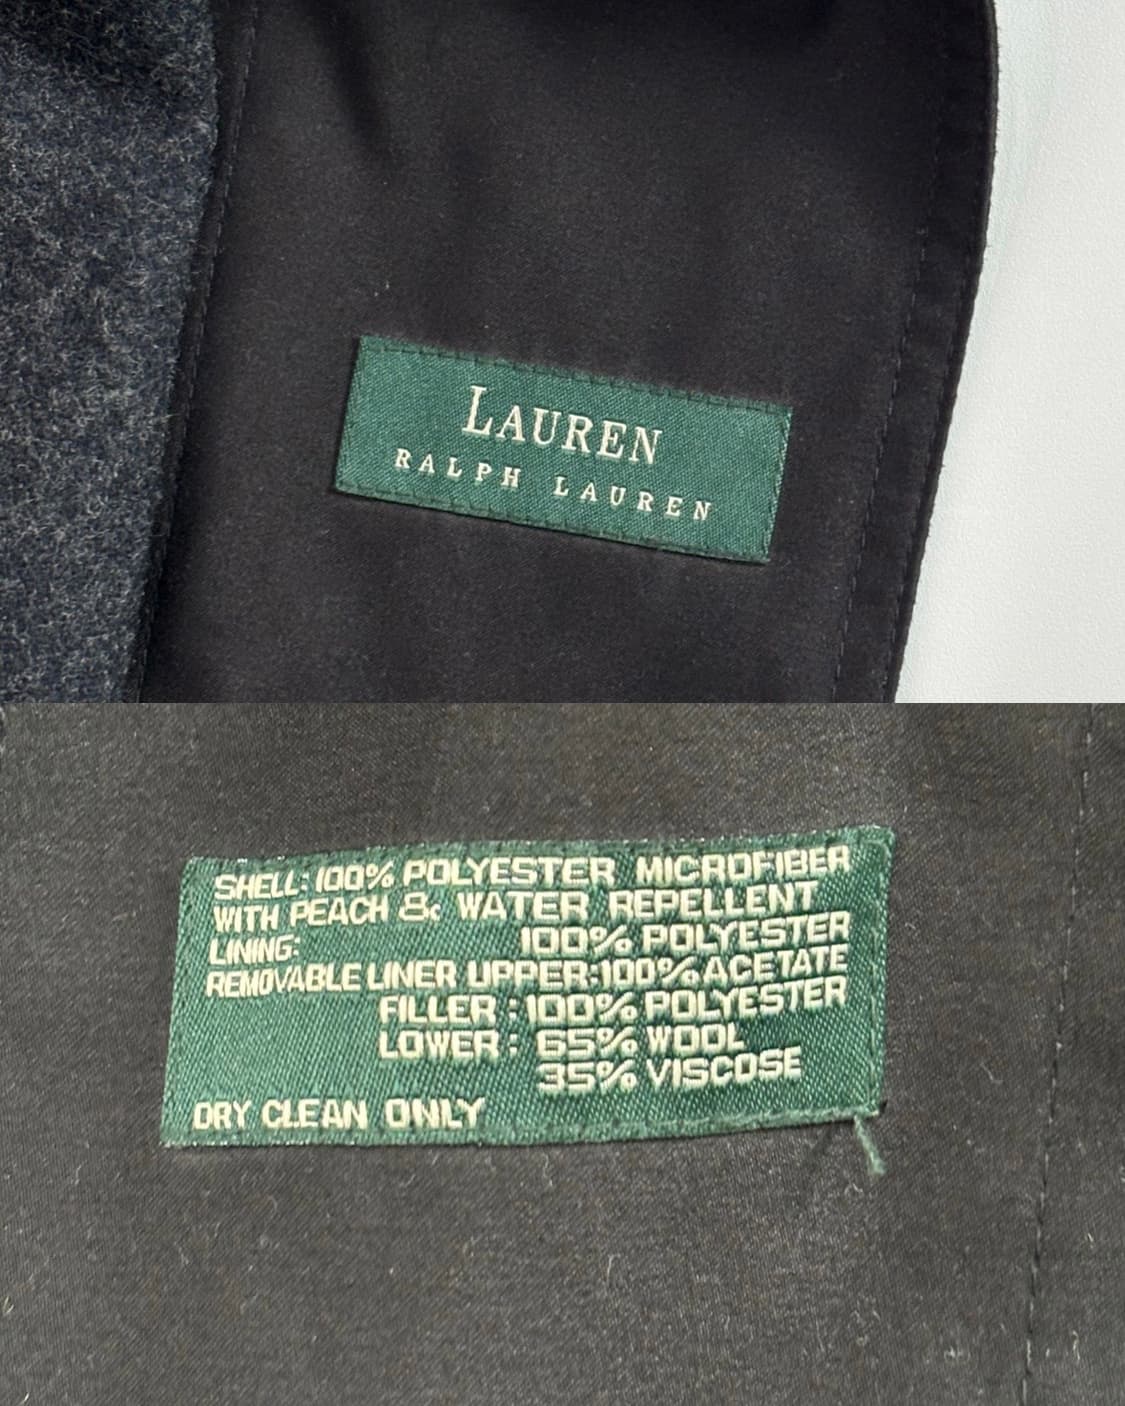 LAUREN
RALPH LAUREN
SHELL: 100% POLYESTER MICROFIBER
WITH PEACH & WATER REPELLENT
LINING: 100% POLYESTER
REMOVABLE LINER UPPER: 100% ACETATE
FILLER : 100% POLYESTER
LOWER : 65% WOOL
35% VISCOSE
DRY CLEAN ONLY